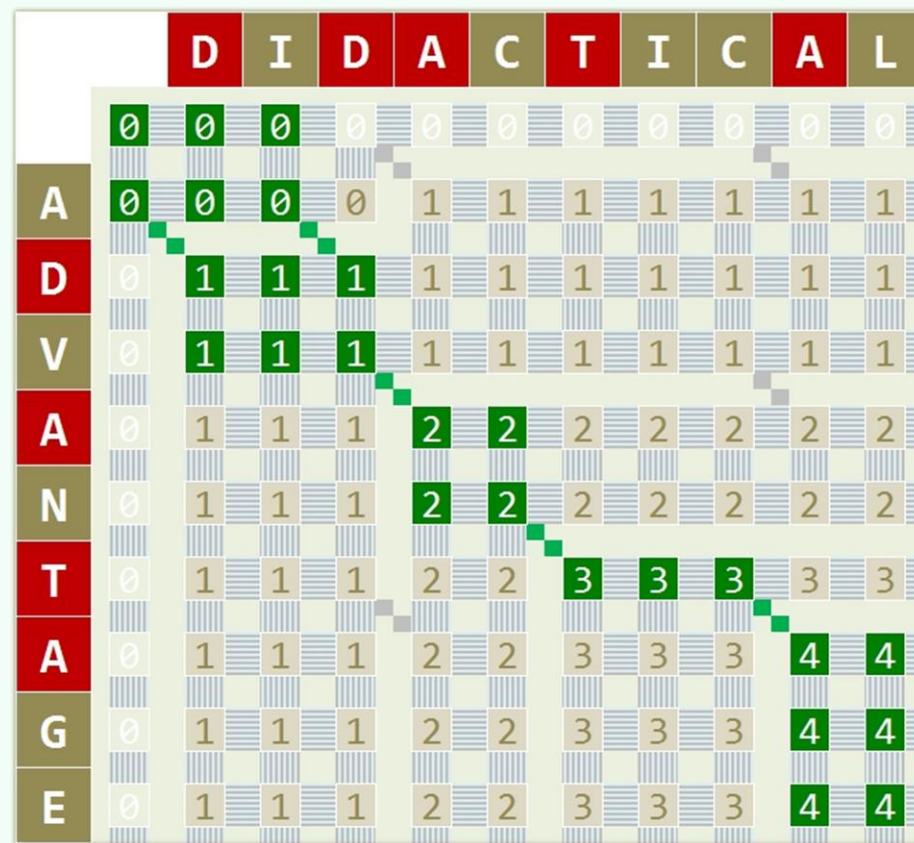 D I D A C T I C A L
0 0 0 0 0 0 0 0 0 0 0
A 0 0 0 0 1 1 1 1 1 1 1
D 0 1 1 1 1 1 1 1 1 1 1
V 0 1 1 1 1 1 1 1 1 1 1
A 0 1 1 1 2 2 2 2 2 2 2
N 0 1 1 1 2 2 2 2 2 2 2
T 0 1 1 1 2 2 3 3 3 3 3
A 0 1 1 1 2 2 3 3 3 4 4
G 0 1 1 1 2 2 3 3 3 4 4
E 0 1 1 1 2 2 3 3 3 4 4